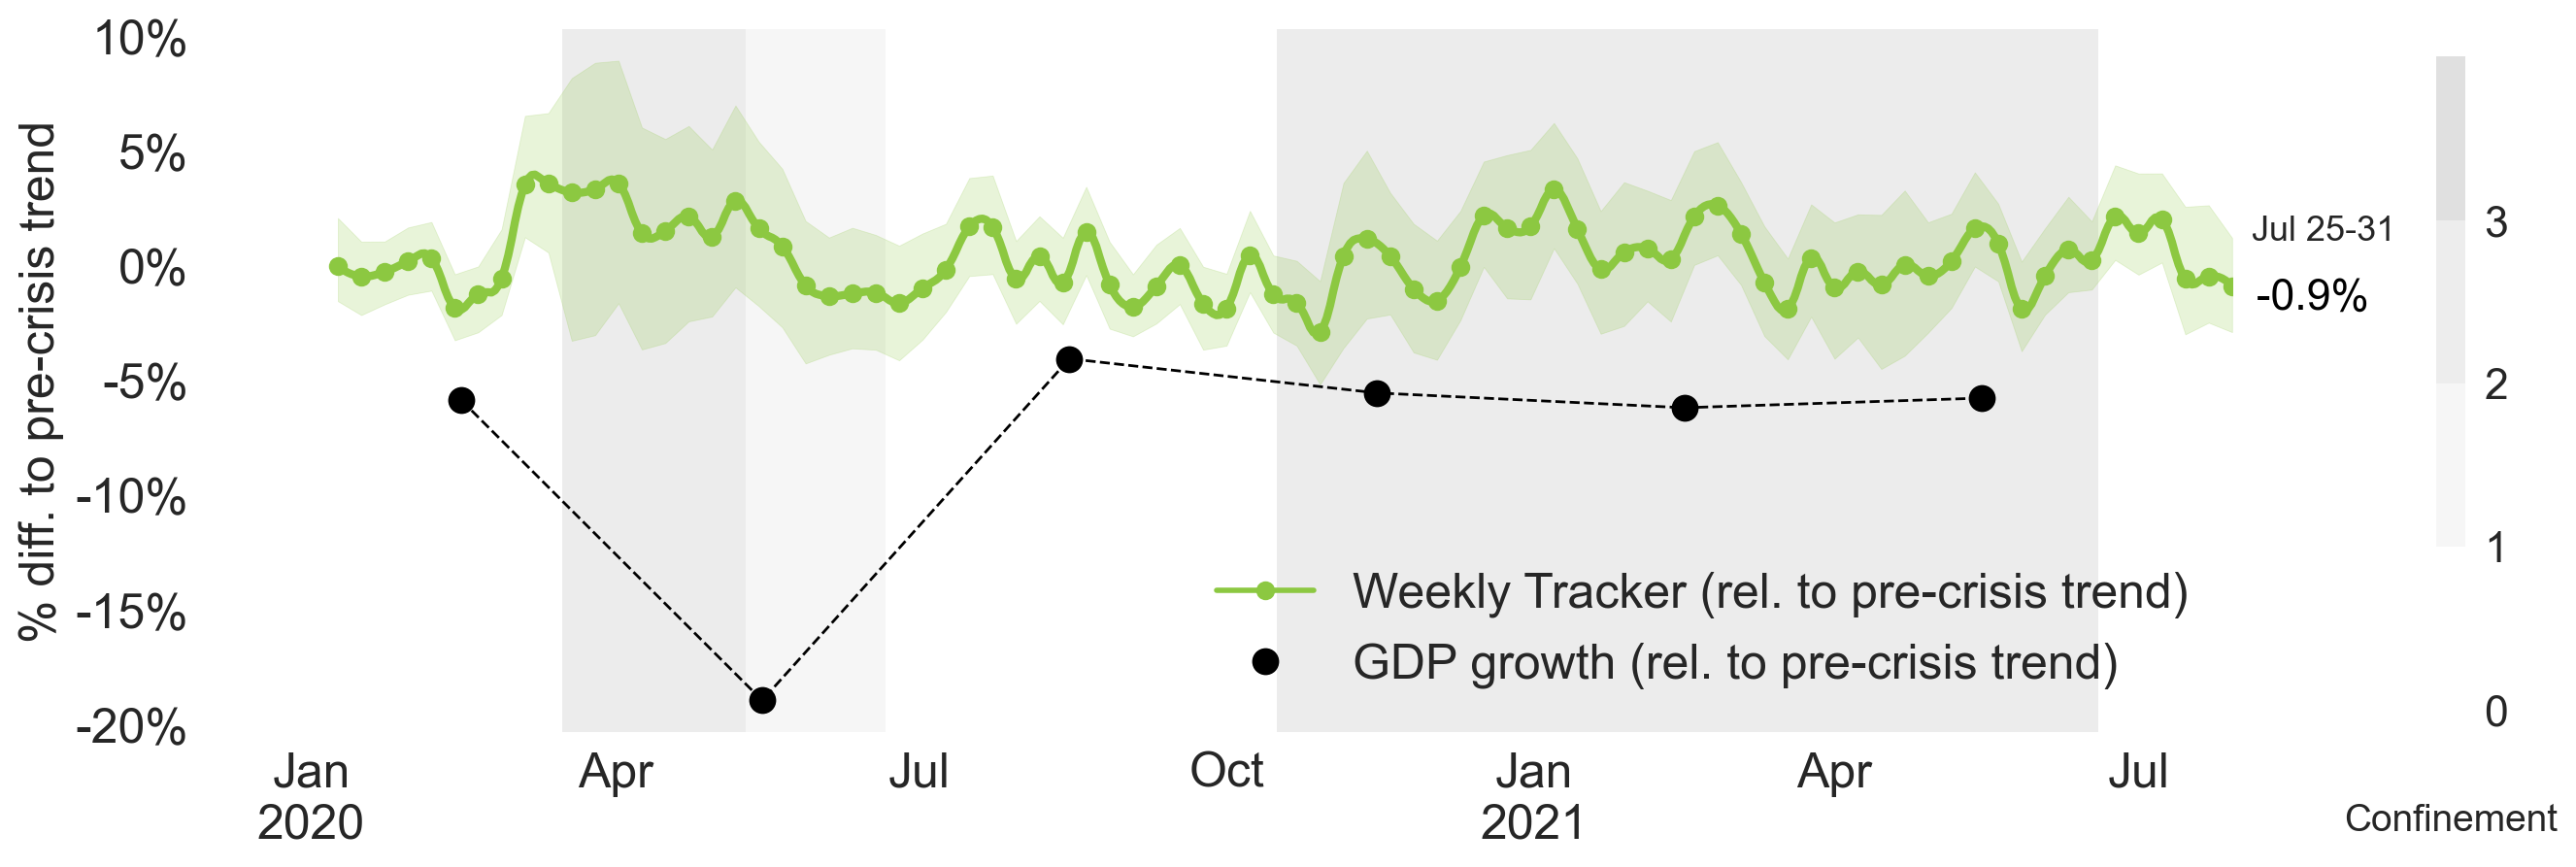 % diff. to pre-crisis trend
10%
5%
0%
-5%
-10%
-15%
-20%
Jul 25-31
-0.9%
Weekly Tracker (rel. to pre-crisis trend)
GDP growth (rel. to pre-crisis trend)
Jan Apr Jul Oct Jan Apr Jul
2020 2021
3
2
1
0
Confinement